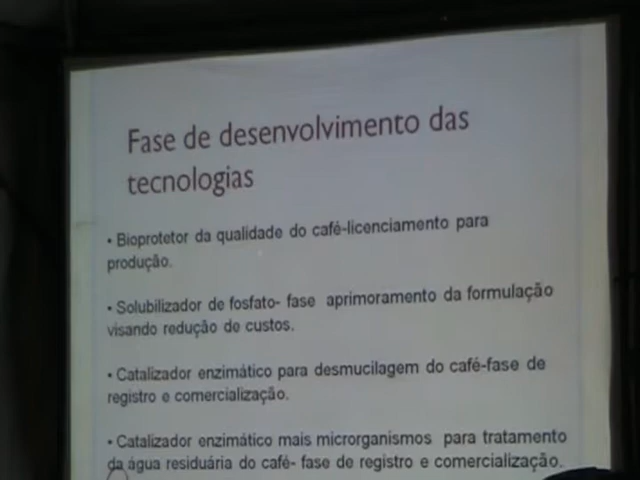 Fase de desenvolvimento das
tecnologias
• Bioprotetor da qualidade do café-licenciamento para
produção.
• Solubilizador de fosfato- fase aprimoramento da formulação
visando redução de custos.
• Catalizador enzimático para desmucilagem do café-fase de
registro e comercialização.
• Catalizador enzimático mais microrganismos para tratamento
da água residuária do café- fase de registro e comercialização.